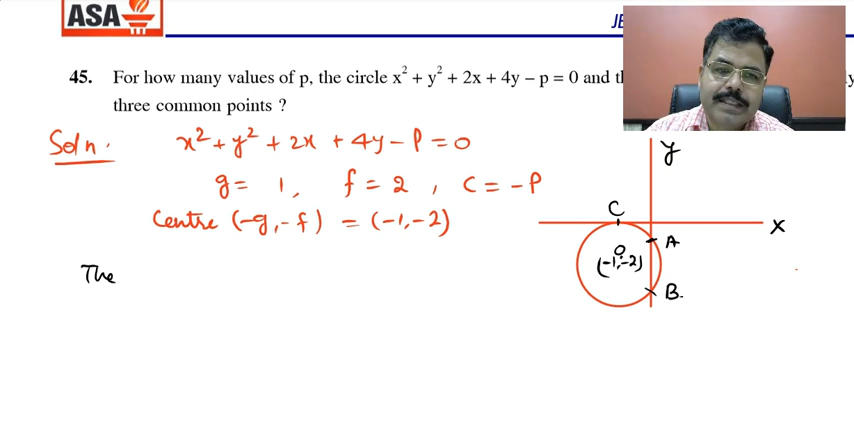 ASA
JE
45. For how many values of p, the circle x² + y² + 2x + 4y – p = 0 and th
three common points ?
Soln. x² + y² + 2x + 4y – P = 0
g = 1, f = 2, C = -P
Centre (-g, -f) = (-1, -2)
The
y
C
X
A
O
(-1, -2)
B.